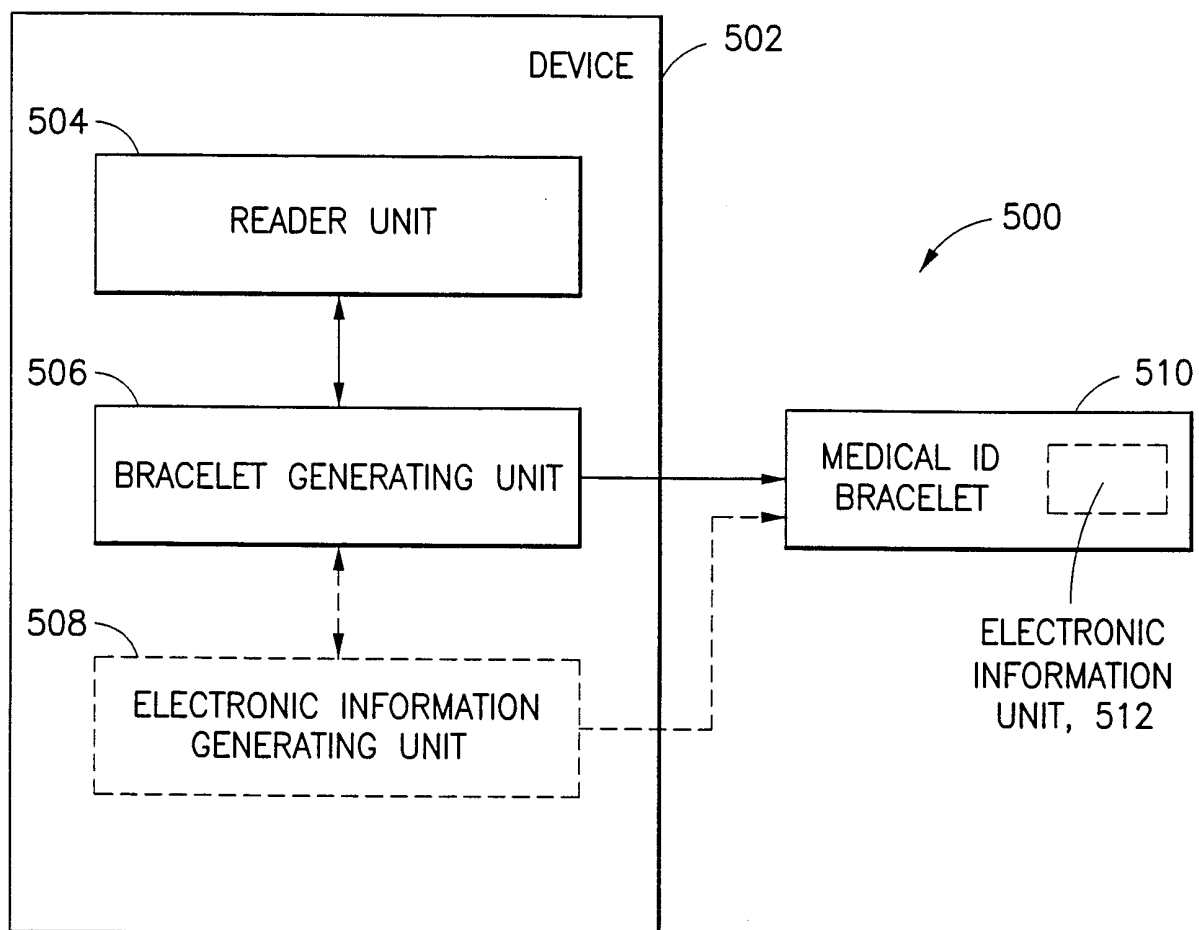 502
DEVICE
504
READER UNIT
500
506
510
BRACELET GENERATING UNIT
MEDICAL ID
BRACELET
508
ELECTRONIC INFORMATION
GENERATING UNIT
ELECTRONIC
INFORMATION
UNIT, 512